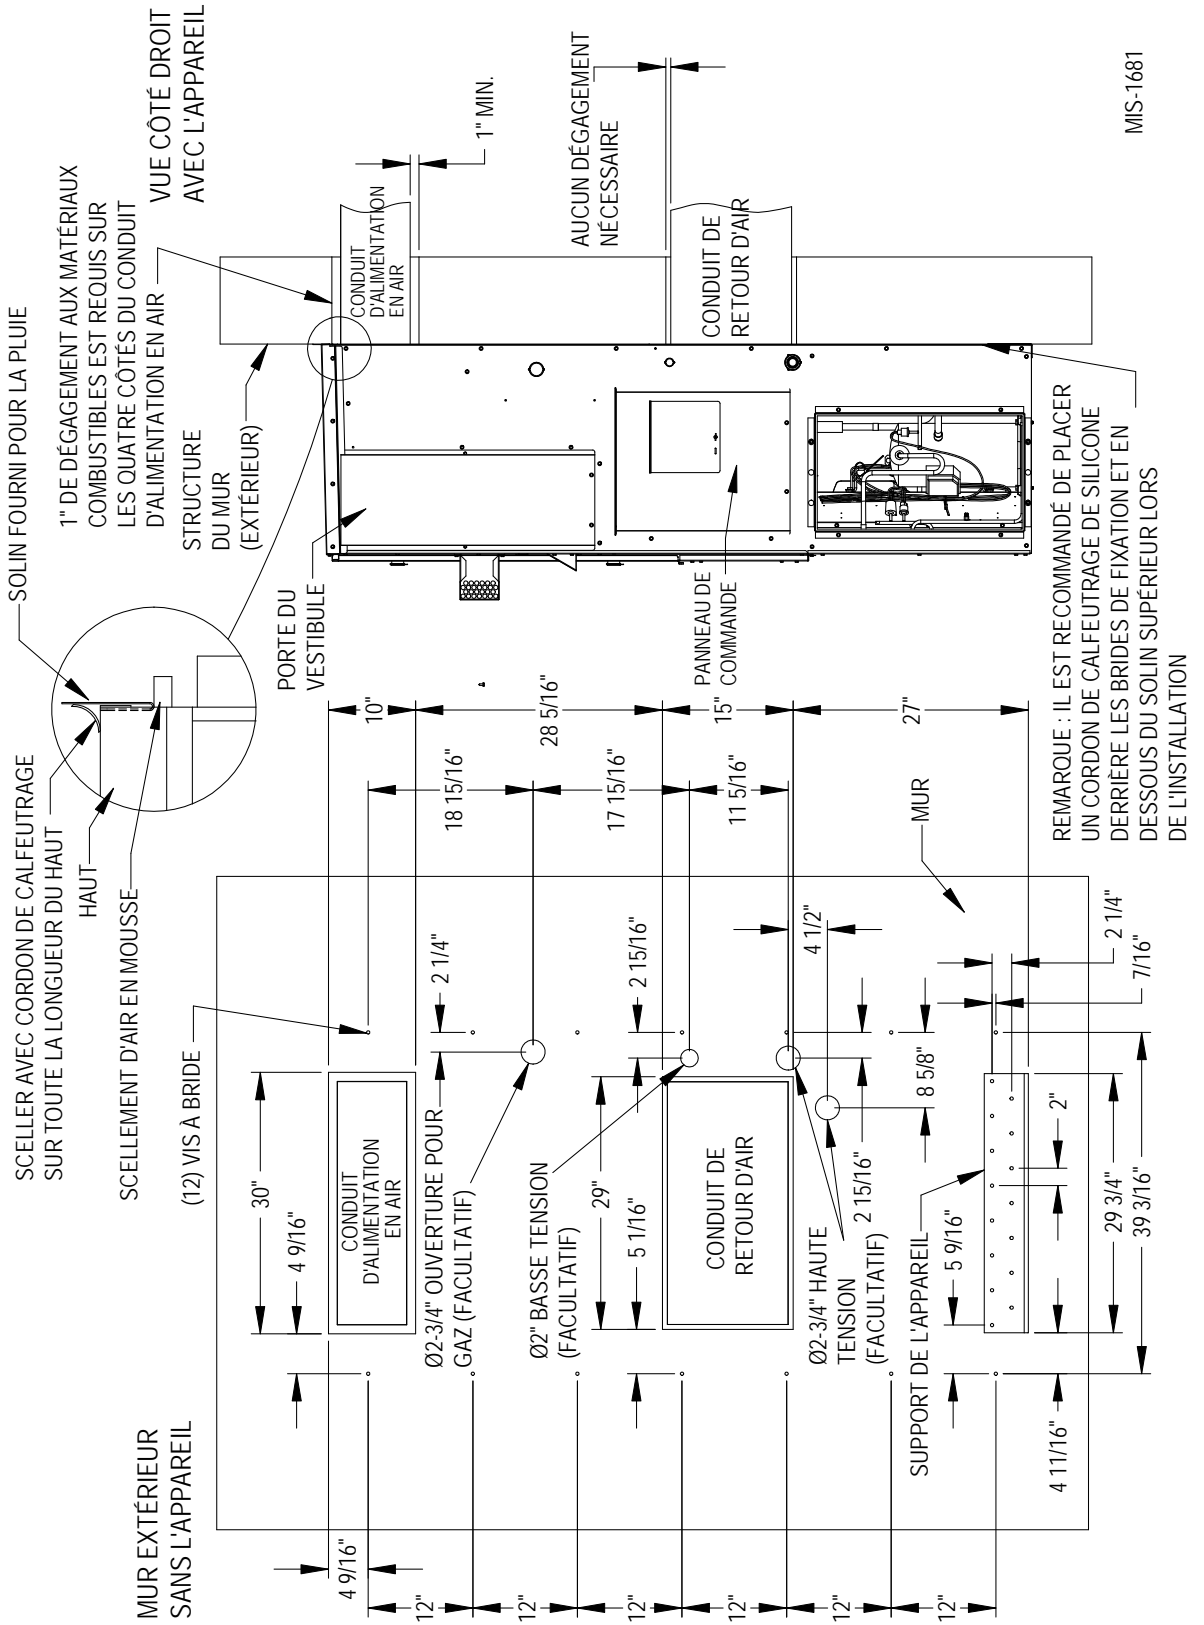 MUR EXTÉRIEUR
SANS L'APPAREIL
SCELLER AVEC CORDON DE CALFEUTRAGE
SUR TOUTE LA LONGUEUR DU HAUT
HAUT
SCELLEMENT D'AIR EN MOUSSE
(12) VIS À BRIDE
SOLIN FOURNI POUR LA PLUIE
1" DE DÉGAGEMENT AUX MATÉRIAUX
COMBUSTIBLES EST REQUIS SUR
LES QUATRE CÔTÉS DU CONDUIT
D'ALIMENTATION EN AIR
VUE CÔTÉ DROIT
AVEC L'APPAREIL
STRUCTURE
DU MUR
(EXTÉRIEUR)
PORTE DU
VESTIBULE
CONDUIT
D'ALIMENTATION
EN AIR
1" MIN.
AUCUN DÉGAGEMENT
NÉCESSAIRE
CONDUIT DE
RETOUR D'AIR
PANNEAU DE
COMMANDE
4 9/16"
4 9/16"
30"
CONDUIT
D'ALIMENTATION
EN AIR
10"
18 15/16"
28 5/16"
Ø2-3/4" OUVERTURE POUR
GAZ (FACULTATIF)
2 1/4"
17 15/16"
Ø2" BASSE TENSION
(FACULTATIF)
29"
5 1/16"
2 15/16"
15"
11 5/16"
CONDUIT DE
RETOUR D'AIR
4 1/2"
27"
Ø2-3/4" HAUTE
TENSION
(FACULTATIF)
2 15/16"
8 5/8"
MUR
SUPPORT DE L'APPAREIL
5 9/16"
2"
2 1/4"
7/16"
29 3/4"
39 3/16"
4 11/16"
12"
12"
12"
12"
12"
12"
REMARQUE : IL EST RECOMMANDÉ DE PLACER
UN CORDON DE CALFEUTRAGE DE SILICONE
DERRIÈRE LES BRIDES DE FIXATION ET EN
DESSOUS DU SOLIN SUPÉRIEUR LORS
DE L'INSTALLATION
MIS-1681